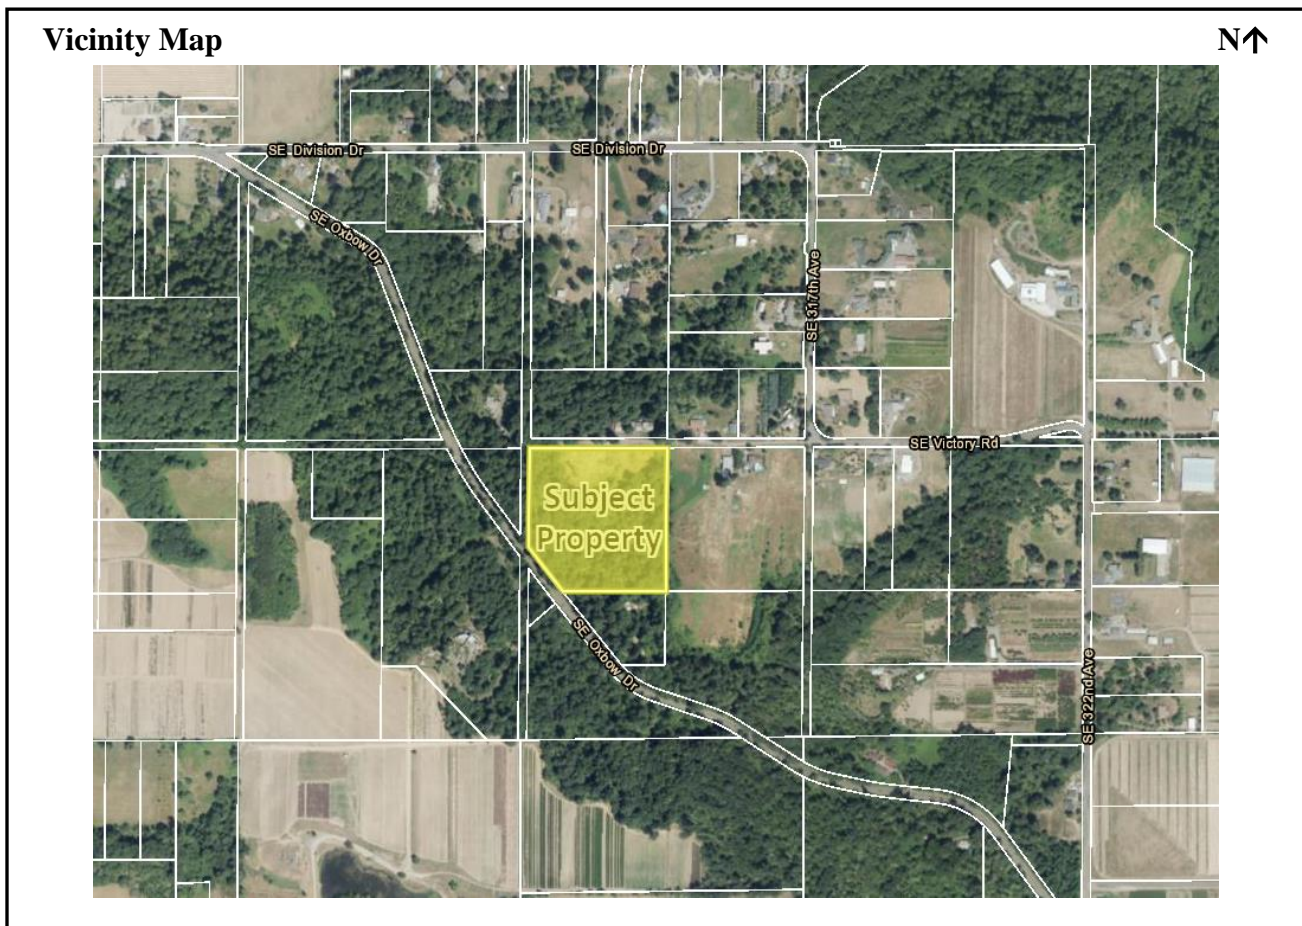 Vicinity Map
N↑
SE Division Dr
SE Division Dr
SE Oxbow Dr
SE 317th Ave
SE Victory Rd
Subject
Property
SE Oxbow Dr
SE 322nd Ave